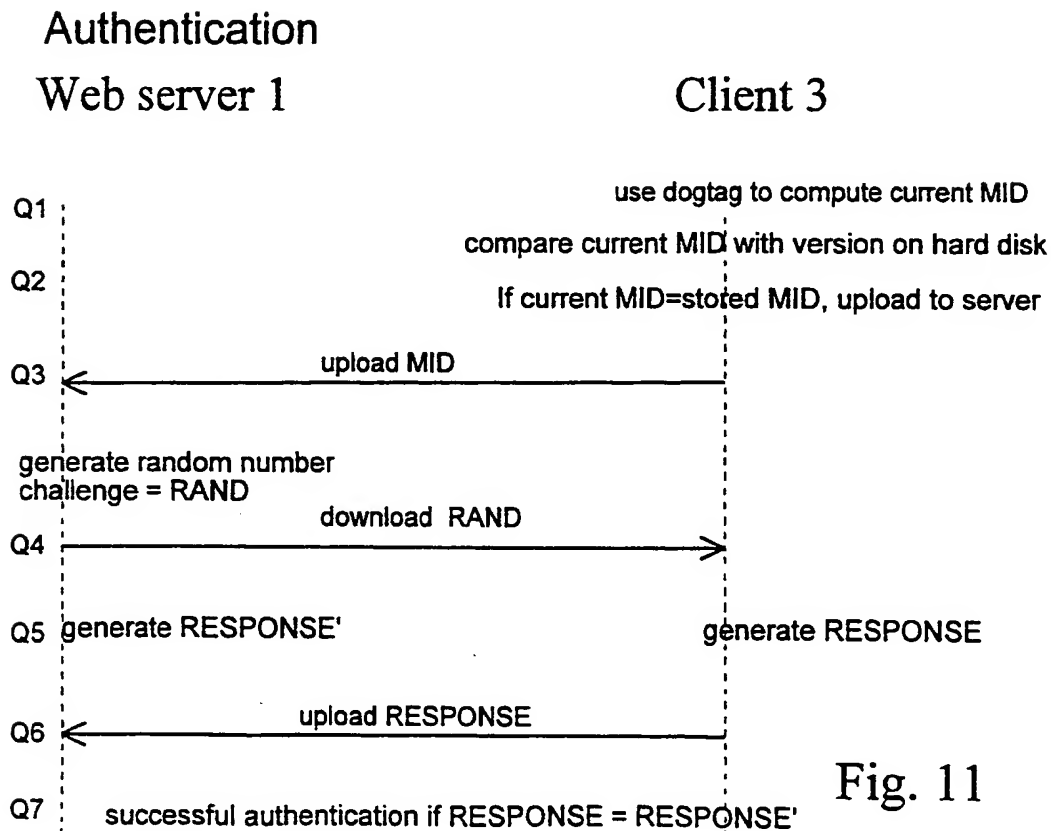 Authentication
Web server 1
Client 3
Q1
use dogtag to compute current MID
compare current MID with version on hard disk
Q2
If current MID=stored MID, upload to server
Q3
upload MID
generate random number
challenge = RAND
download RAND
Q4
Q5
generate RESPONSE'
generate RESPONSE
upload RESPONSE
Q6
Fig. 11
Q7
successful authentication if RESPONSE = RESPONSE'